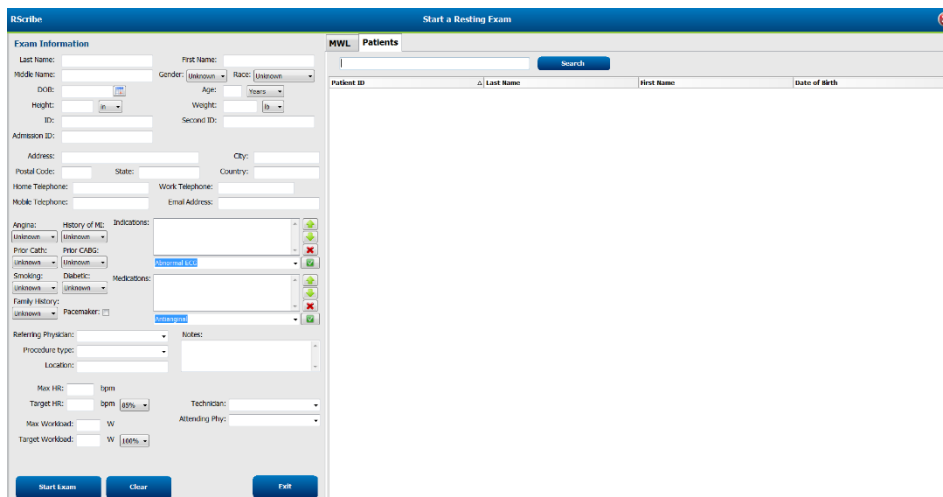 RScribe Start a Resting Exam
Exam Information
Last Name: First Name:
Middle Name: Gender: Unknown Race: Unknown
DOB: Age: Years
Height: in Weight: lb
ID: Second ID:
Admission ID:
Address: City:
Postal Code: State: Country:
Home Telephone: Work Telephone:
Mobile Telephone: Email Address:
Angina: History of MI: Indications:
Unknown Unknown
Prior Cath: Prior CABG:
Unknown Unknown Abnormal ECG
Smoking: Diabetic: Medications:
Unknown Unknown
Family History:
Unknown Pacemaker: Antianginal
Referring Physician: Notes:
Procedure type:
Location:
Max HR: bpm
Target HR: bpm 85% Technician:
Max Workload: W Attending Phy:
Target Workload: W 100%
Start Exam Clear Exit
MWL Patients
Search
Patient ID Last Name First Name Date of Birth